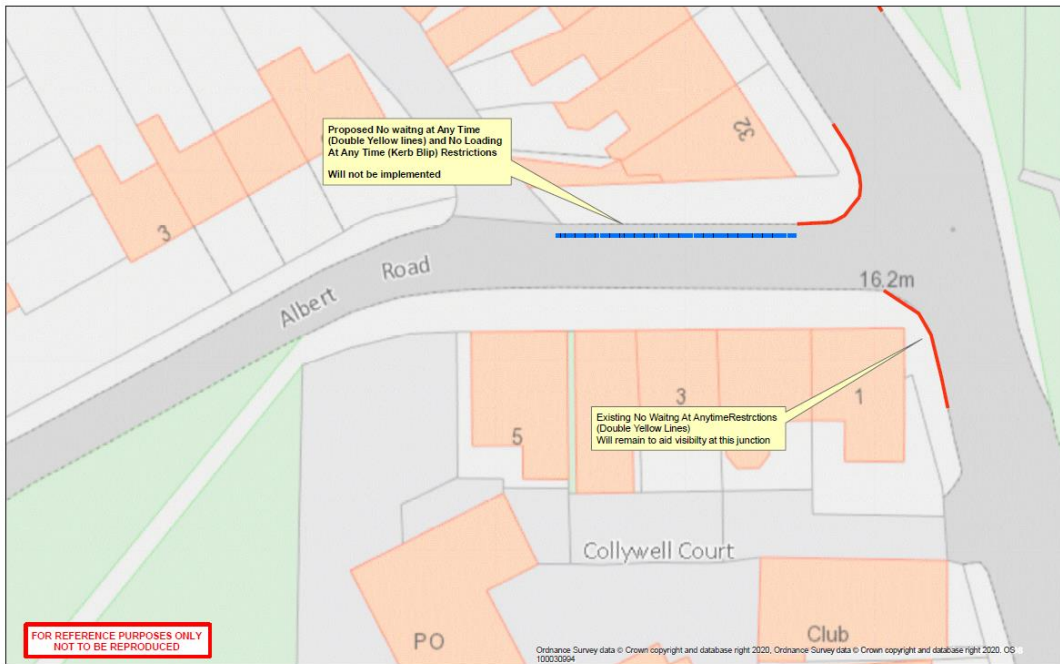 32
Proposed No waitng at Any Time
(Double Yellow lines) and No Loading
At Any Time (Kerb Blip) Restrictions
Will not be implemented
3
Albert Road
16.2m
3
1
5
Existing No Waitng At AnytimeRestrctions
(Double Yellow Lines)
Will remain to aid visibilty at this junction
Collywell Court
PO
Club
FOR REFERENCE PURPOSES ONLY
NOT TO BE REPRODUCED
Ordnance Survey data © Crown copyright and database right 2020, Ordnance Survey data © Crown copyright and database right 2020. OS
100030994